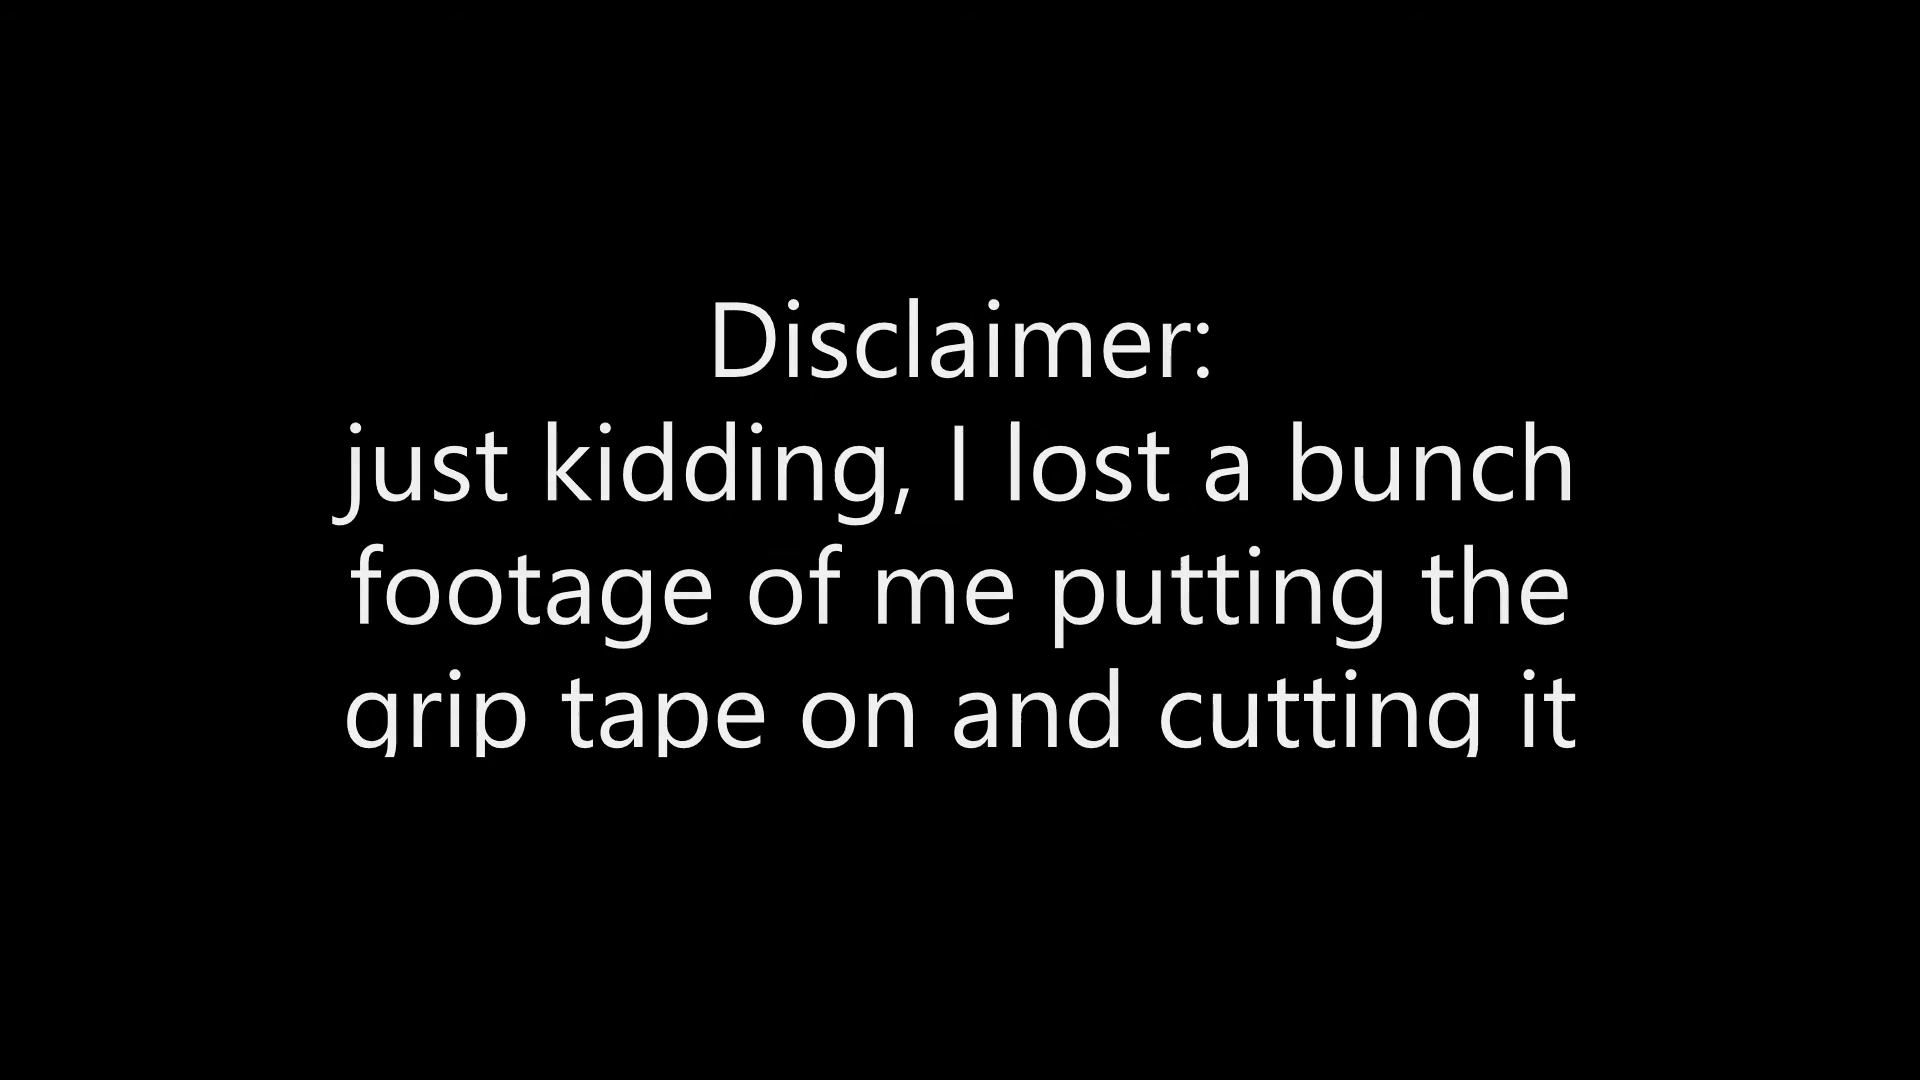 Disclaimer:
just kidding, I lost a bunch
footage of me putting the
grip tape on and cutting it